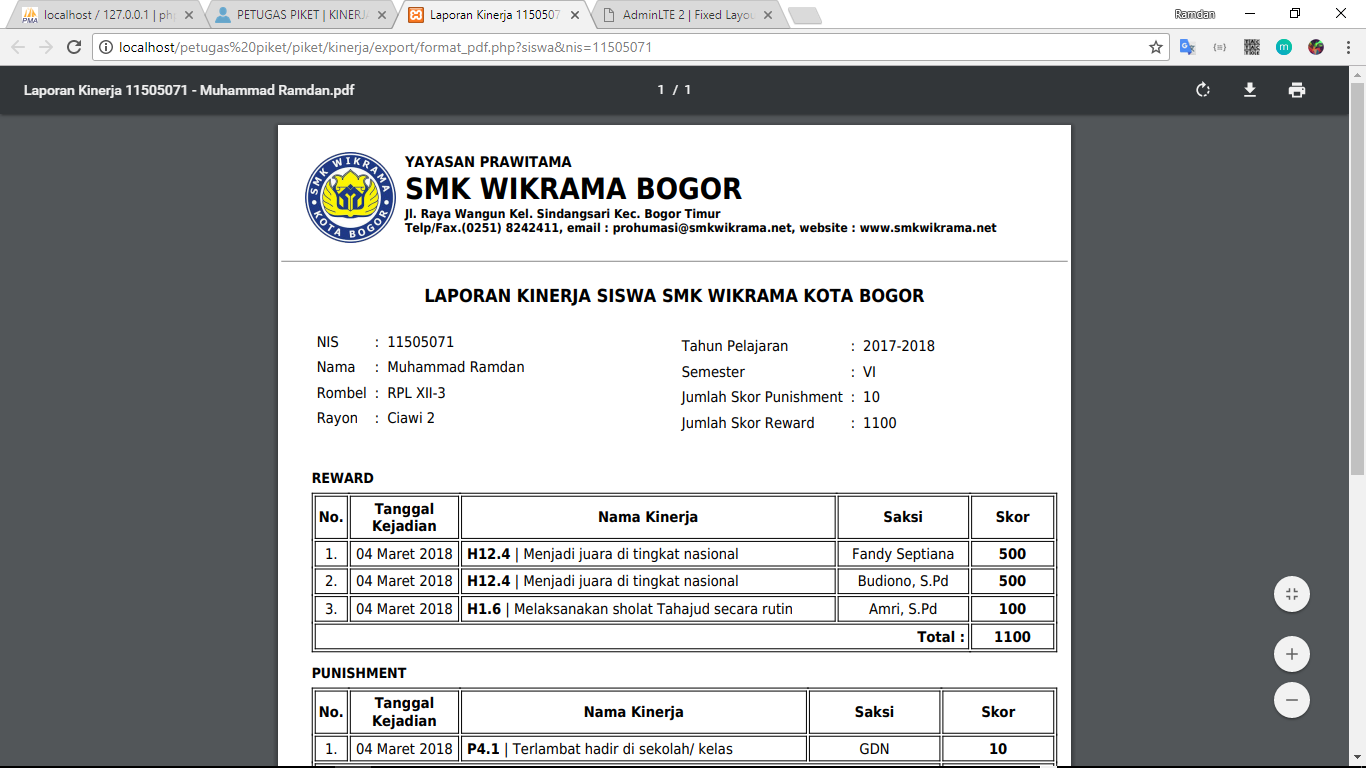 localhost / 127.0.0.1 | ph
PETUGAS PIKET | KINERJ
Laporan Kinerja 1150507
AdminLTE 2 | Fixed Layou
Ramdan
localhost/petugas%20piket/piket/kinerja/export/format_pdf.php?siswa&nis=11505071
Laporan Kinerja 11505071 - Muhammad Ramdan.pdf
1 / 1
SMK WIKRAMA
KOTA BOGOR
YAYASAN PRAWITAMA
SMK WIKRAMA BOGOR
Jl. Raya Wangun Kel. Sindangsari Kec. Bogor Timur
Telp/Fax.(0251) 8242411, email : prohumasi@smkwikrama.net, website : www.smkwikrama.net
LAPORAN KINERJA SISWA SMK WIKRAMA KOTA BOGOR
NIS : 11505071
Nama : Muhammad Ramdan
Rombel : RPL XII-3
Rayon : Ciawi 2
Tahun Pelajaran : 2017-2018
Semester : VI
Jumlah Skor Punishment : 10
Jumlah Skor Reward : 1100
REWARD
No. Tanggal Kejadian Nama Kinerja Saksi Skor
1. 04 Maret 2018 H12.4 | Menjadi juara di tingkat nasional Fandy Septiana 500
2. 04 Maret 2018 H12.4 | Menjadi juara di tingkat nasional Budiono, S.Pd 500
3. 04 Maret 2018 H1.6 | Melaksanakan sholat Tahajud secara rutin Amri, S.Pd 100
Total : 1100
PUNISHMENT
No. Tanggal Kejadian Nama Kinerja Saksi Skor
1. 04 Maret 2018 P4.1 | Terlambat hadir di sekolah/ kelas GDN 10